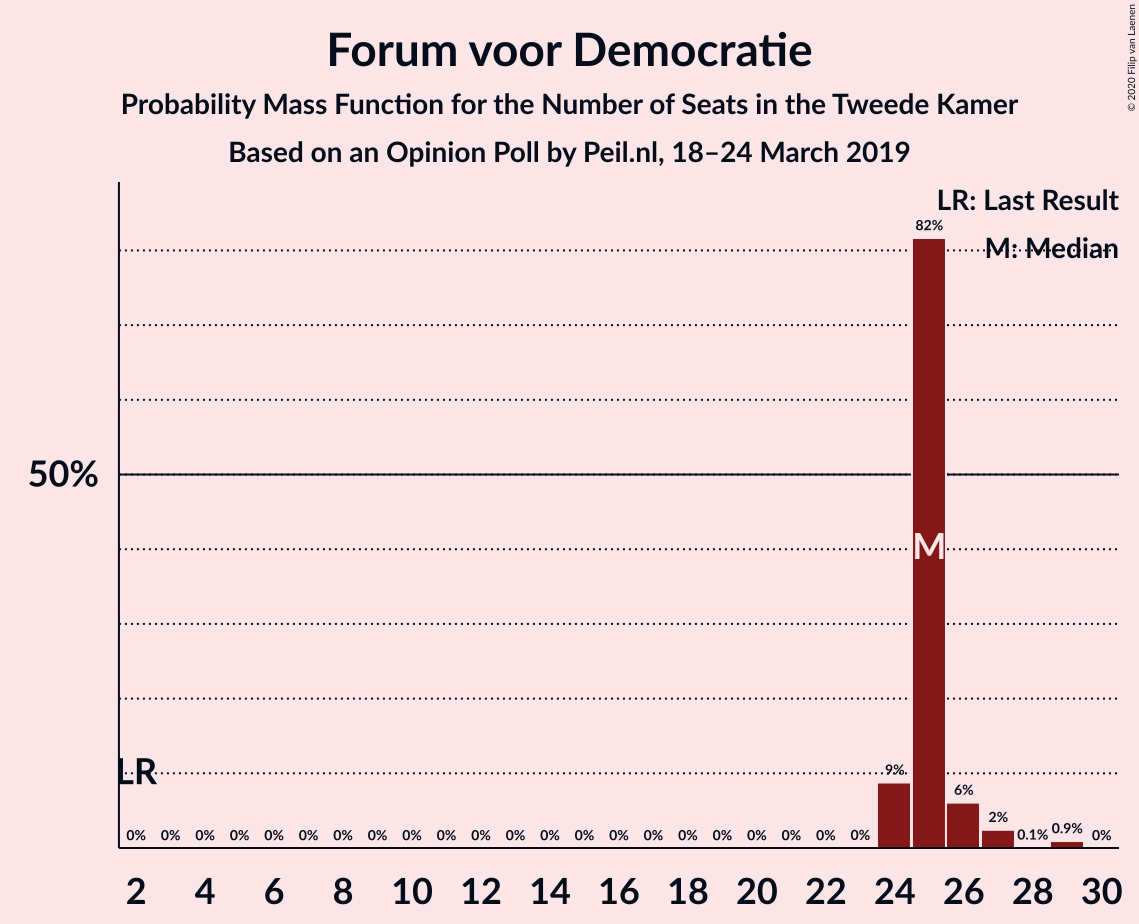 Forum voor Democratie
Probability Mass Function for the Number of Seats in the Tweede Kamer
Based on an Opinion Poll by Peil.nl, 18–24 March 2019
© 2020 Filip van Laenen
LR: Last Result
M: Median
82%
50%
M
LR
9%
6%
2%
0% 0% 0% 0% 0% 0% 0% 0% 0% 0% 0% 0% 0% 0% 0% 0% 0% 0% 0% 0% 0% 0% 0.1% 0.9% 0%
2 4 6 8 10 12 14 16 18 20 22 24 26 28 30